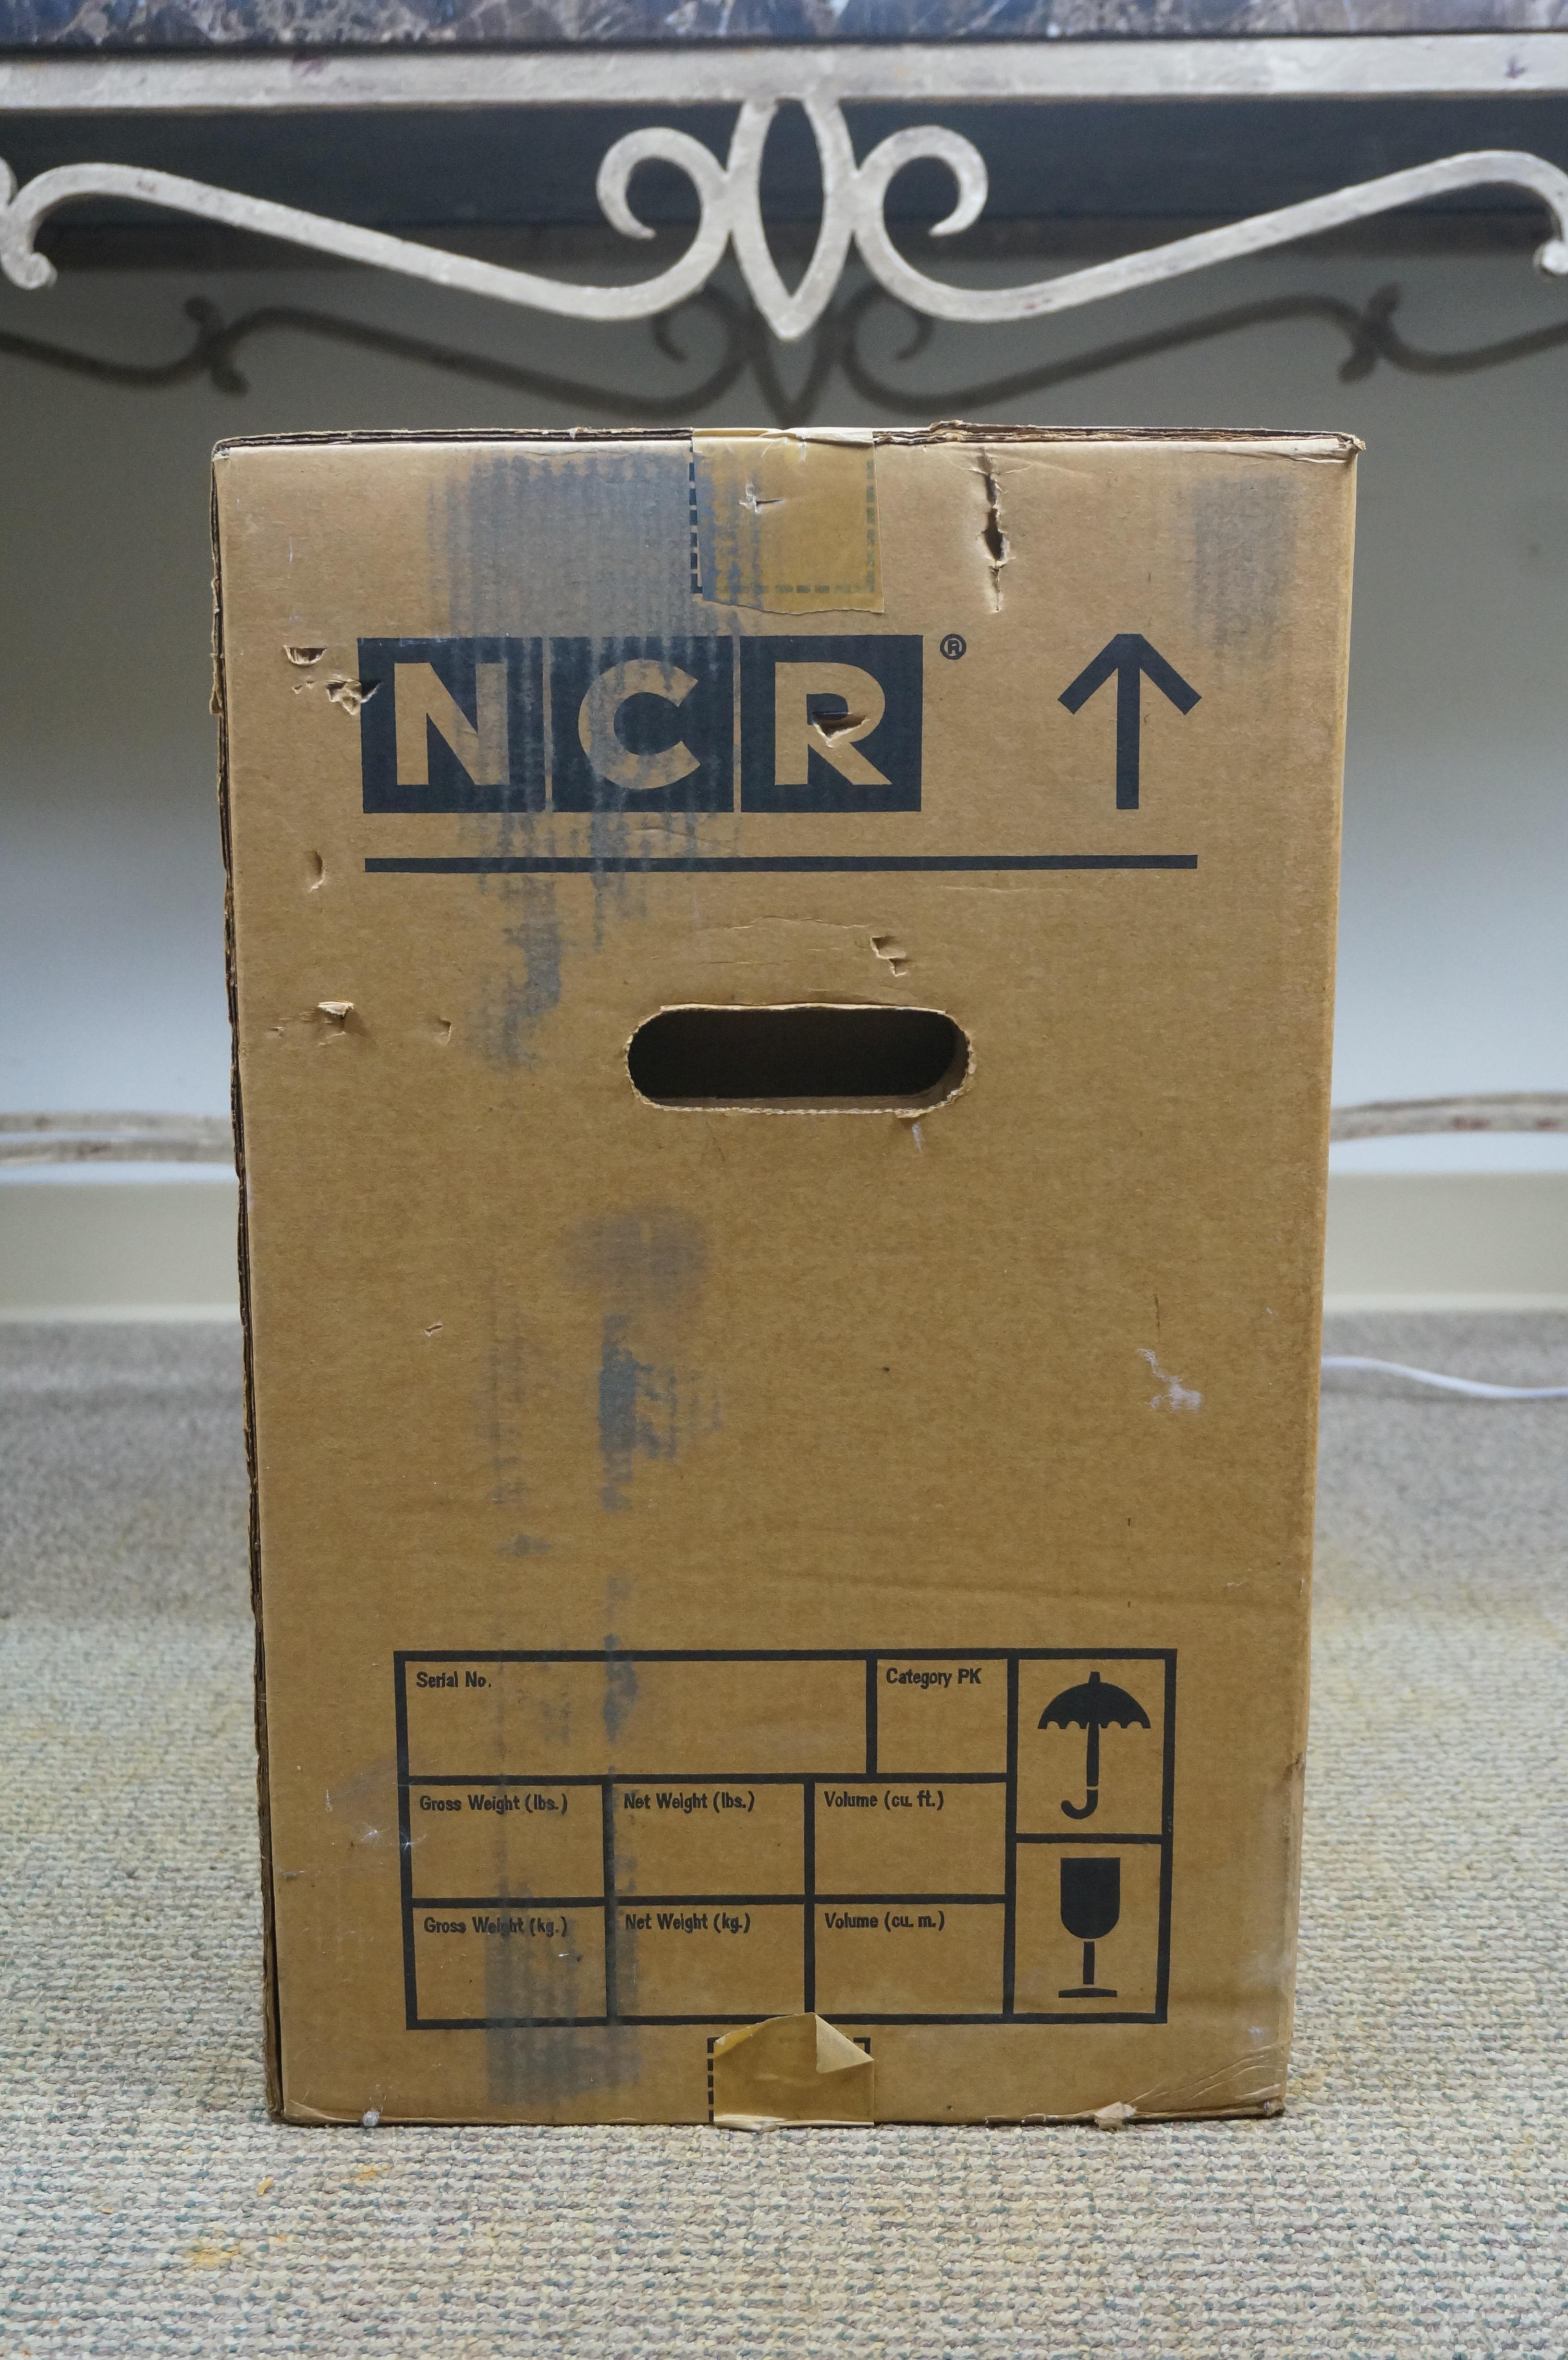 NCR®
Serial No. Category PK
Gross Weight (lbs.) Net Weight (lbs.) Volume (cu. ft.)
Gross Weight (kg.) Net Weight (kg.) Volume (cu. m.)